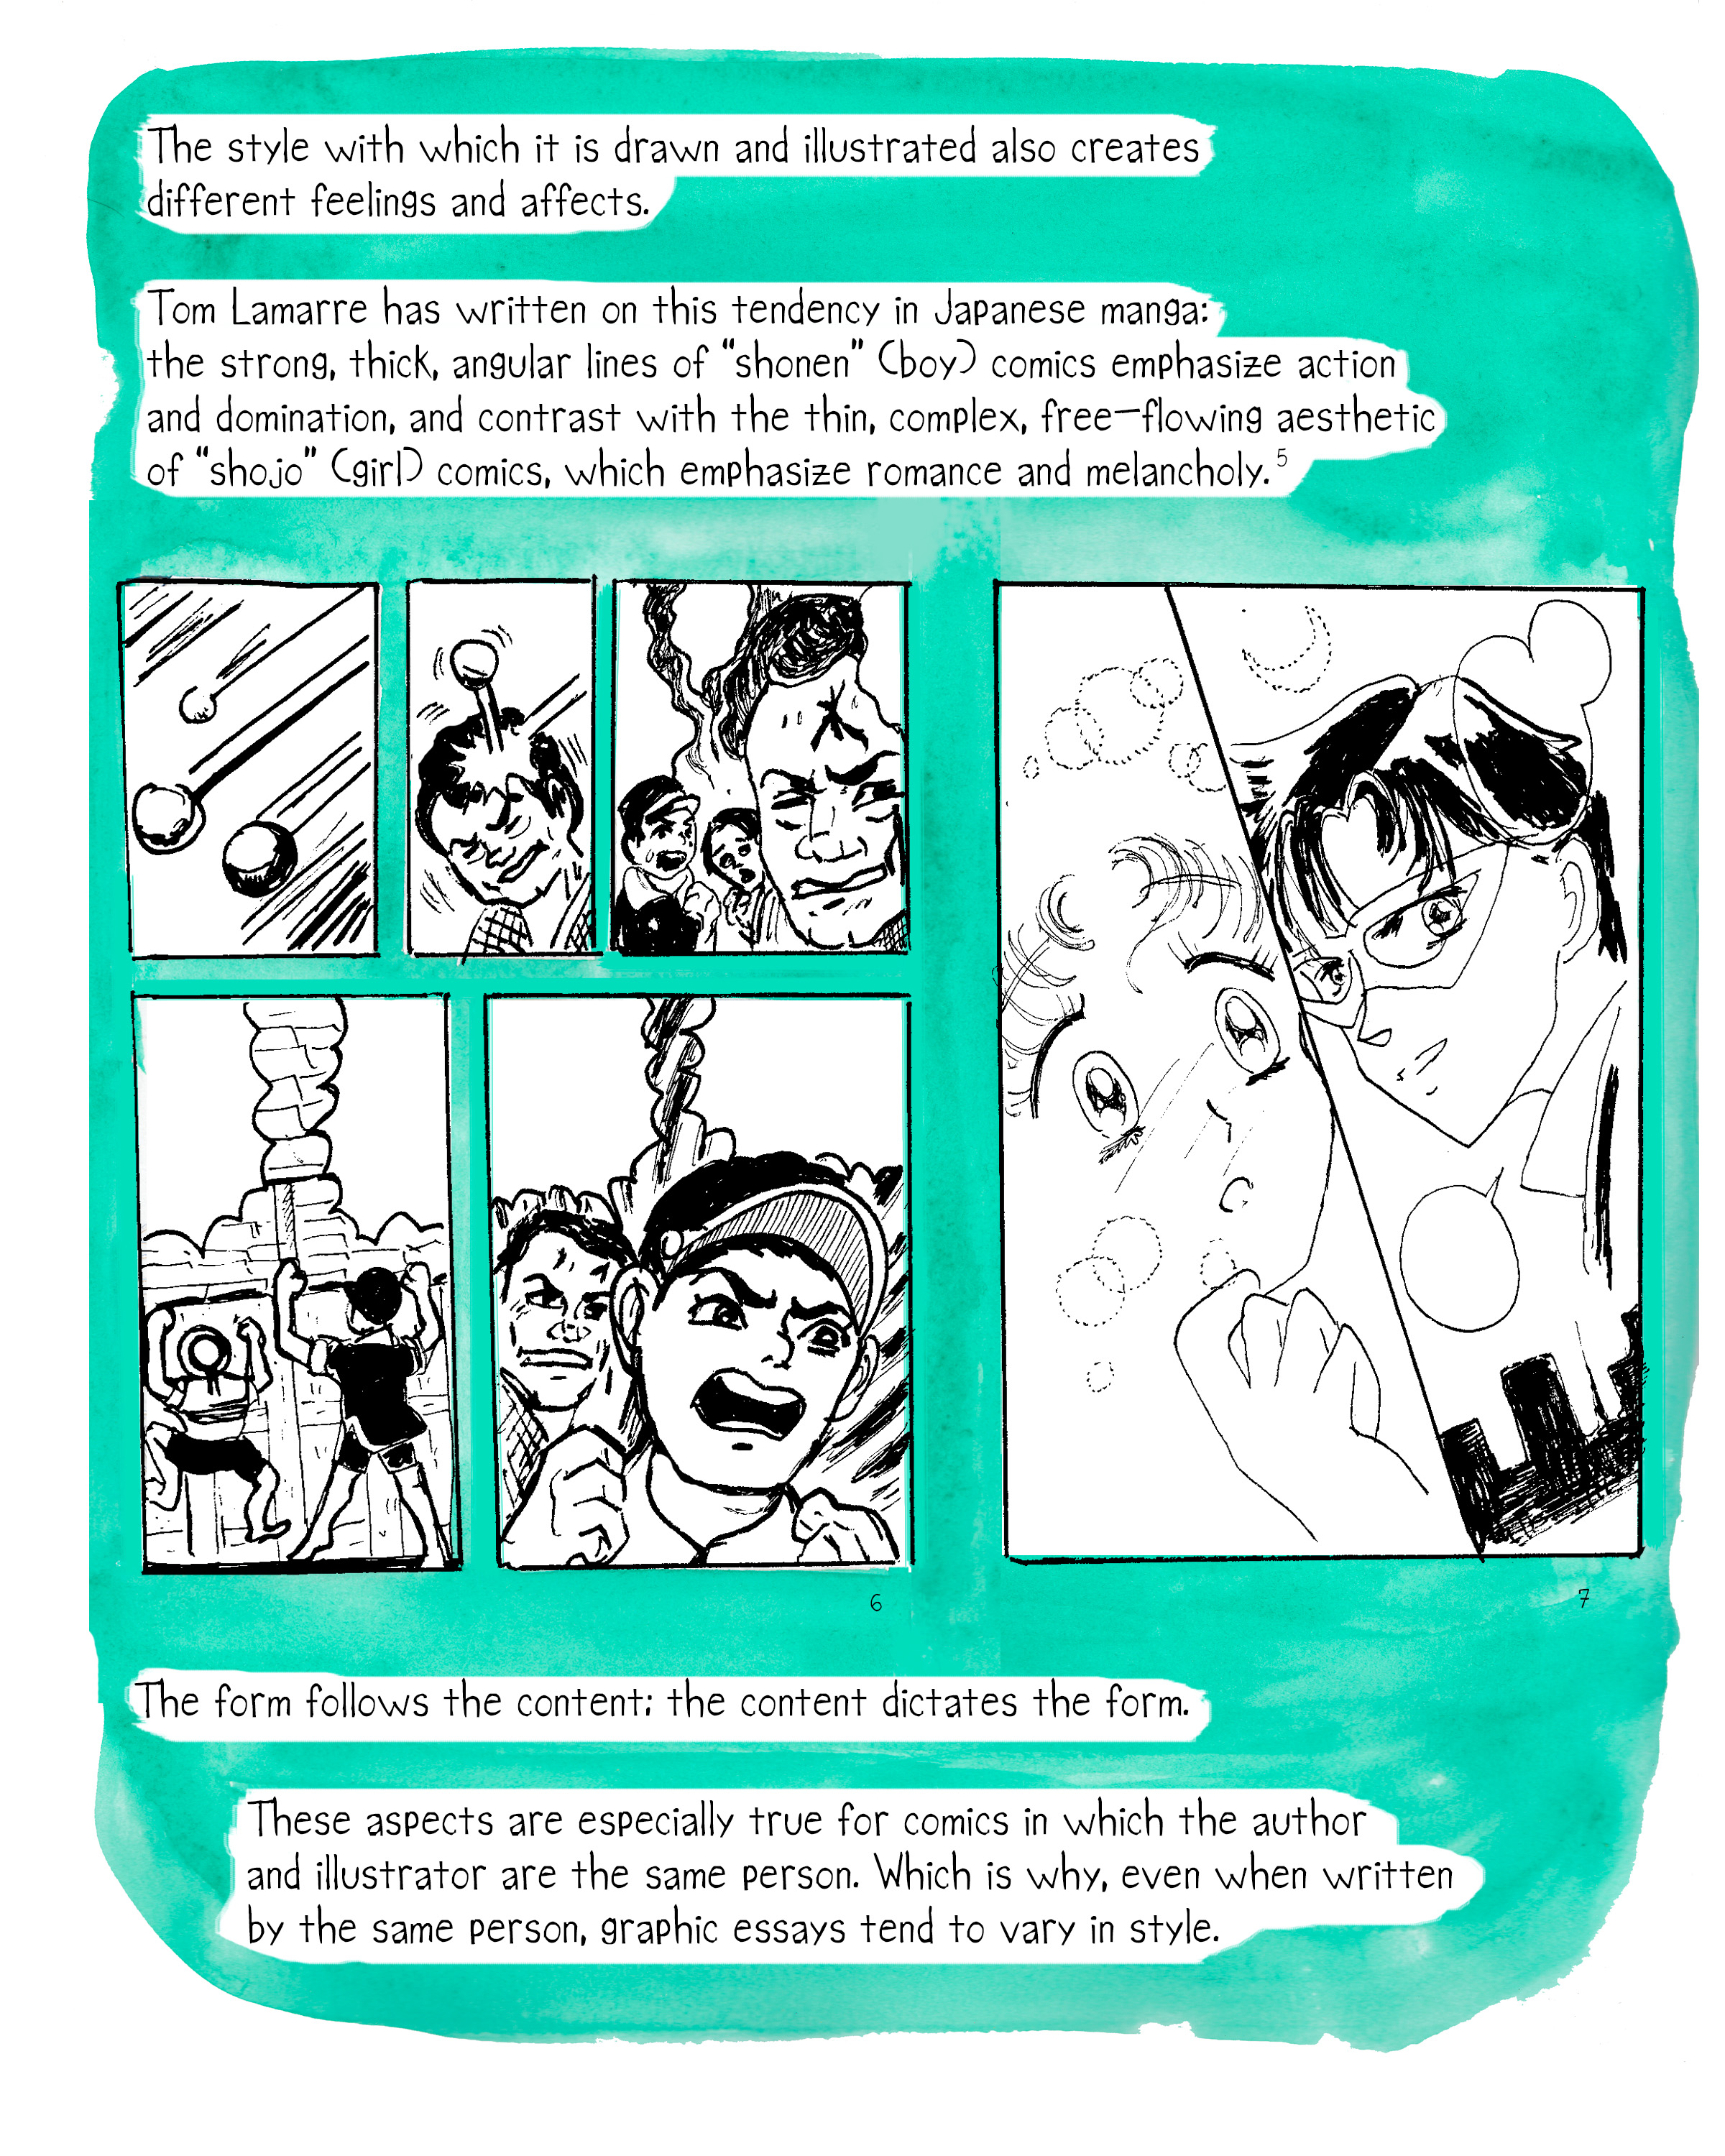 The style with which it is drawn and illustrated also creates
different feelings and affects.
Tom Lamarre has written on this tendency in Japanese manga:
the strong, thick, angular lines of "shonen" (boy) comics emphasize action
and domination, and contrast with the thin, complex, free-flowing aesthetic
of "shojo" (girl) comics, which emphasize romance and melancholy.5
6
7
The form follows the content; the content dictates the form.
These aspects are especially true for comics in which the author
and illustrator are the same person. Which is why, even when written
by the same person, graphic essays tend to vary in style.